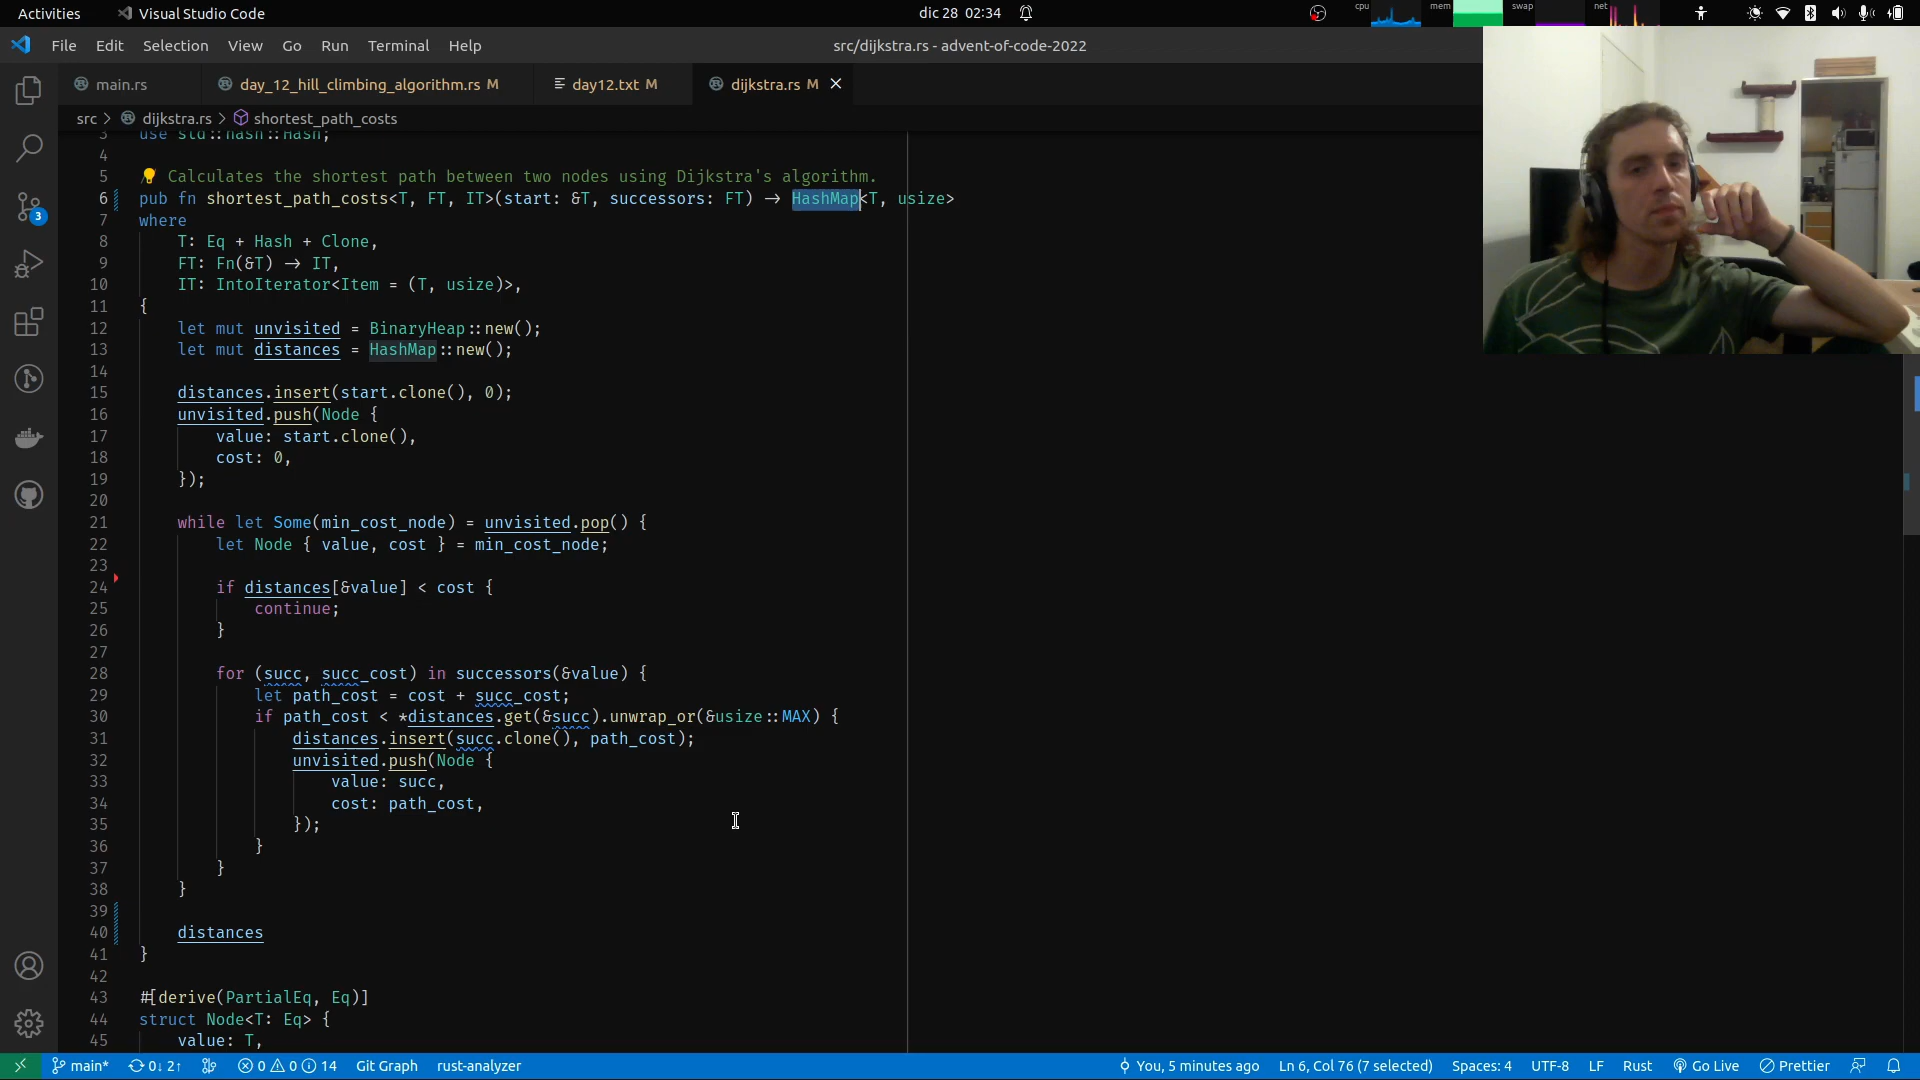 Activities
Visual Studio Code
dic 28 02:34
cpu
mem
swap
net
File Edit Selection View Go Run Terminal Help
src/dijkstra.rs - advent-of-code-2022
main.rs
day_12_hill_climbing_algorithm.rs M
day12.txt M
dijkstra.rs M
src > dijkstra.rs > shortest_path_costs
3 use std::hash::Hash;
4
5 Calculates the shortest path between two nodes using Dijkstra's algorithm.
6 pub fn shortest_path_costs<T, FT, IT>(start: &T, successors: FT) -> HashMap<T, usize>
7 where
8 T: Eq + Hash + Clone,
9 FT: Fn(&T) -> IT,
10 IT: IntoIterator<Item = (T, usize)>,
11 {
12 let mut unvisited = BinaryHeap::new();
13 let mut distances = HashMap::new();
14
15 distances.insert(start.clone(), 0);
16 unvisited.push(Node {
17 value: start.clone(),
18 cost: 0,
19 });
20
21 while let Some(min_cost_node) = unvisited.pop() {
22 let Node { value, cost } = min_cost_node;
23
24 if distances[&value] < cost {
25 continue;
26 }
27
28 for (succ, succ_cost) in successors(&value) {
29 let path_cost = cost + succ_cost;
30 if path_cost < *distances.get(&succ).unwrap_or(&usize::MAX) {
31 distances.insert(succ.clone(), path_cost);
32 unvisited.push(Node {
33 value: succ,
34 cost: path_cost,
35 });
36 }
37 }
38 }
39
40 distances
41 }
42
43 #[derive(PartialEq, Eq)]
44 struct Node<T: Eq> {
45 value: T,
3
main* 0↓ 2↑ 0 0 14 Git Graph rust-analyzer You, 5 minutes ago Ln 6, Col 76 (7 selected) Spaces: 4 UTF-8 LF Rust Go Live Prettier